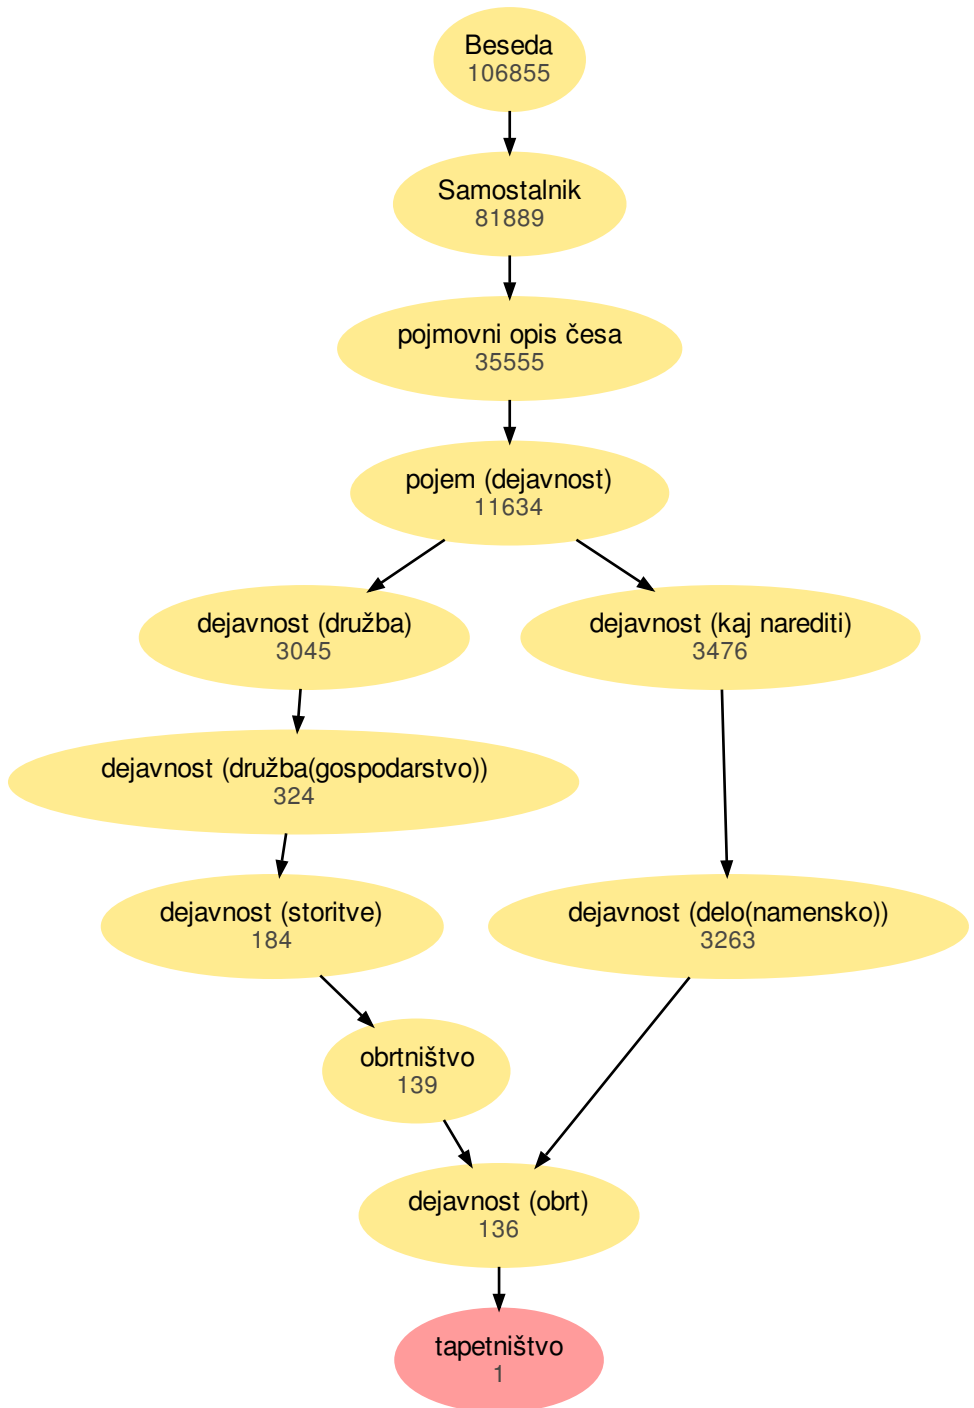 Beseda
106855
Samostalnik
81889
pojmovni opis česa
35555
pojem (dejavnost)
11634
dejavnost (družba)
3045
dejavnost (kaj narediti)
3476
dejavnost (družba(gospodarstvo))
324
dejavnost (storitve)
184
dejavnost (delo(namensko))
3263
obrtništvo
139
dejavnost (obrt)
136
tapetništvo
1